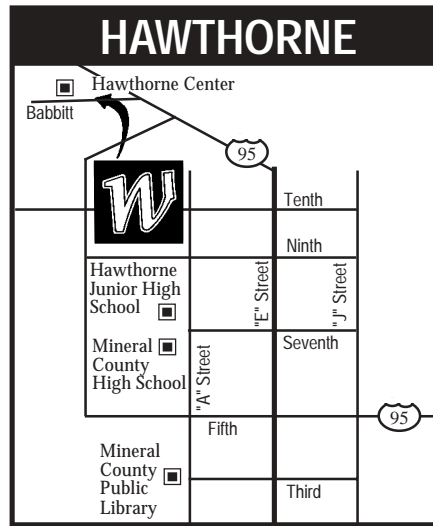 HAWTHORNE
Hawthorne Center
Babbitt
95
W
Tenth
Ninth
Hawthorne
Junior High
School
"E" Street
"J" Street
Mineral
County
High School
"A" Street
Seventh
95
Fifth
Mineral
County
Public
Library
Third